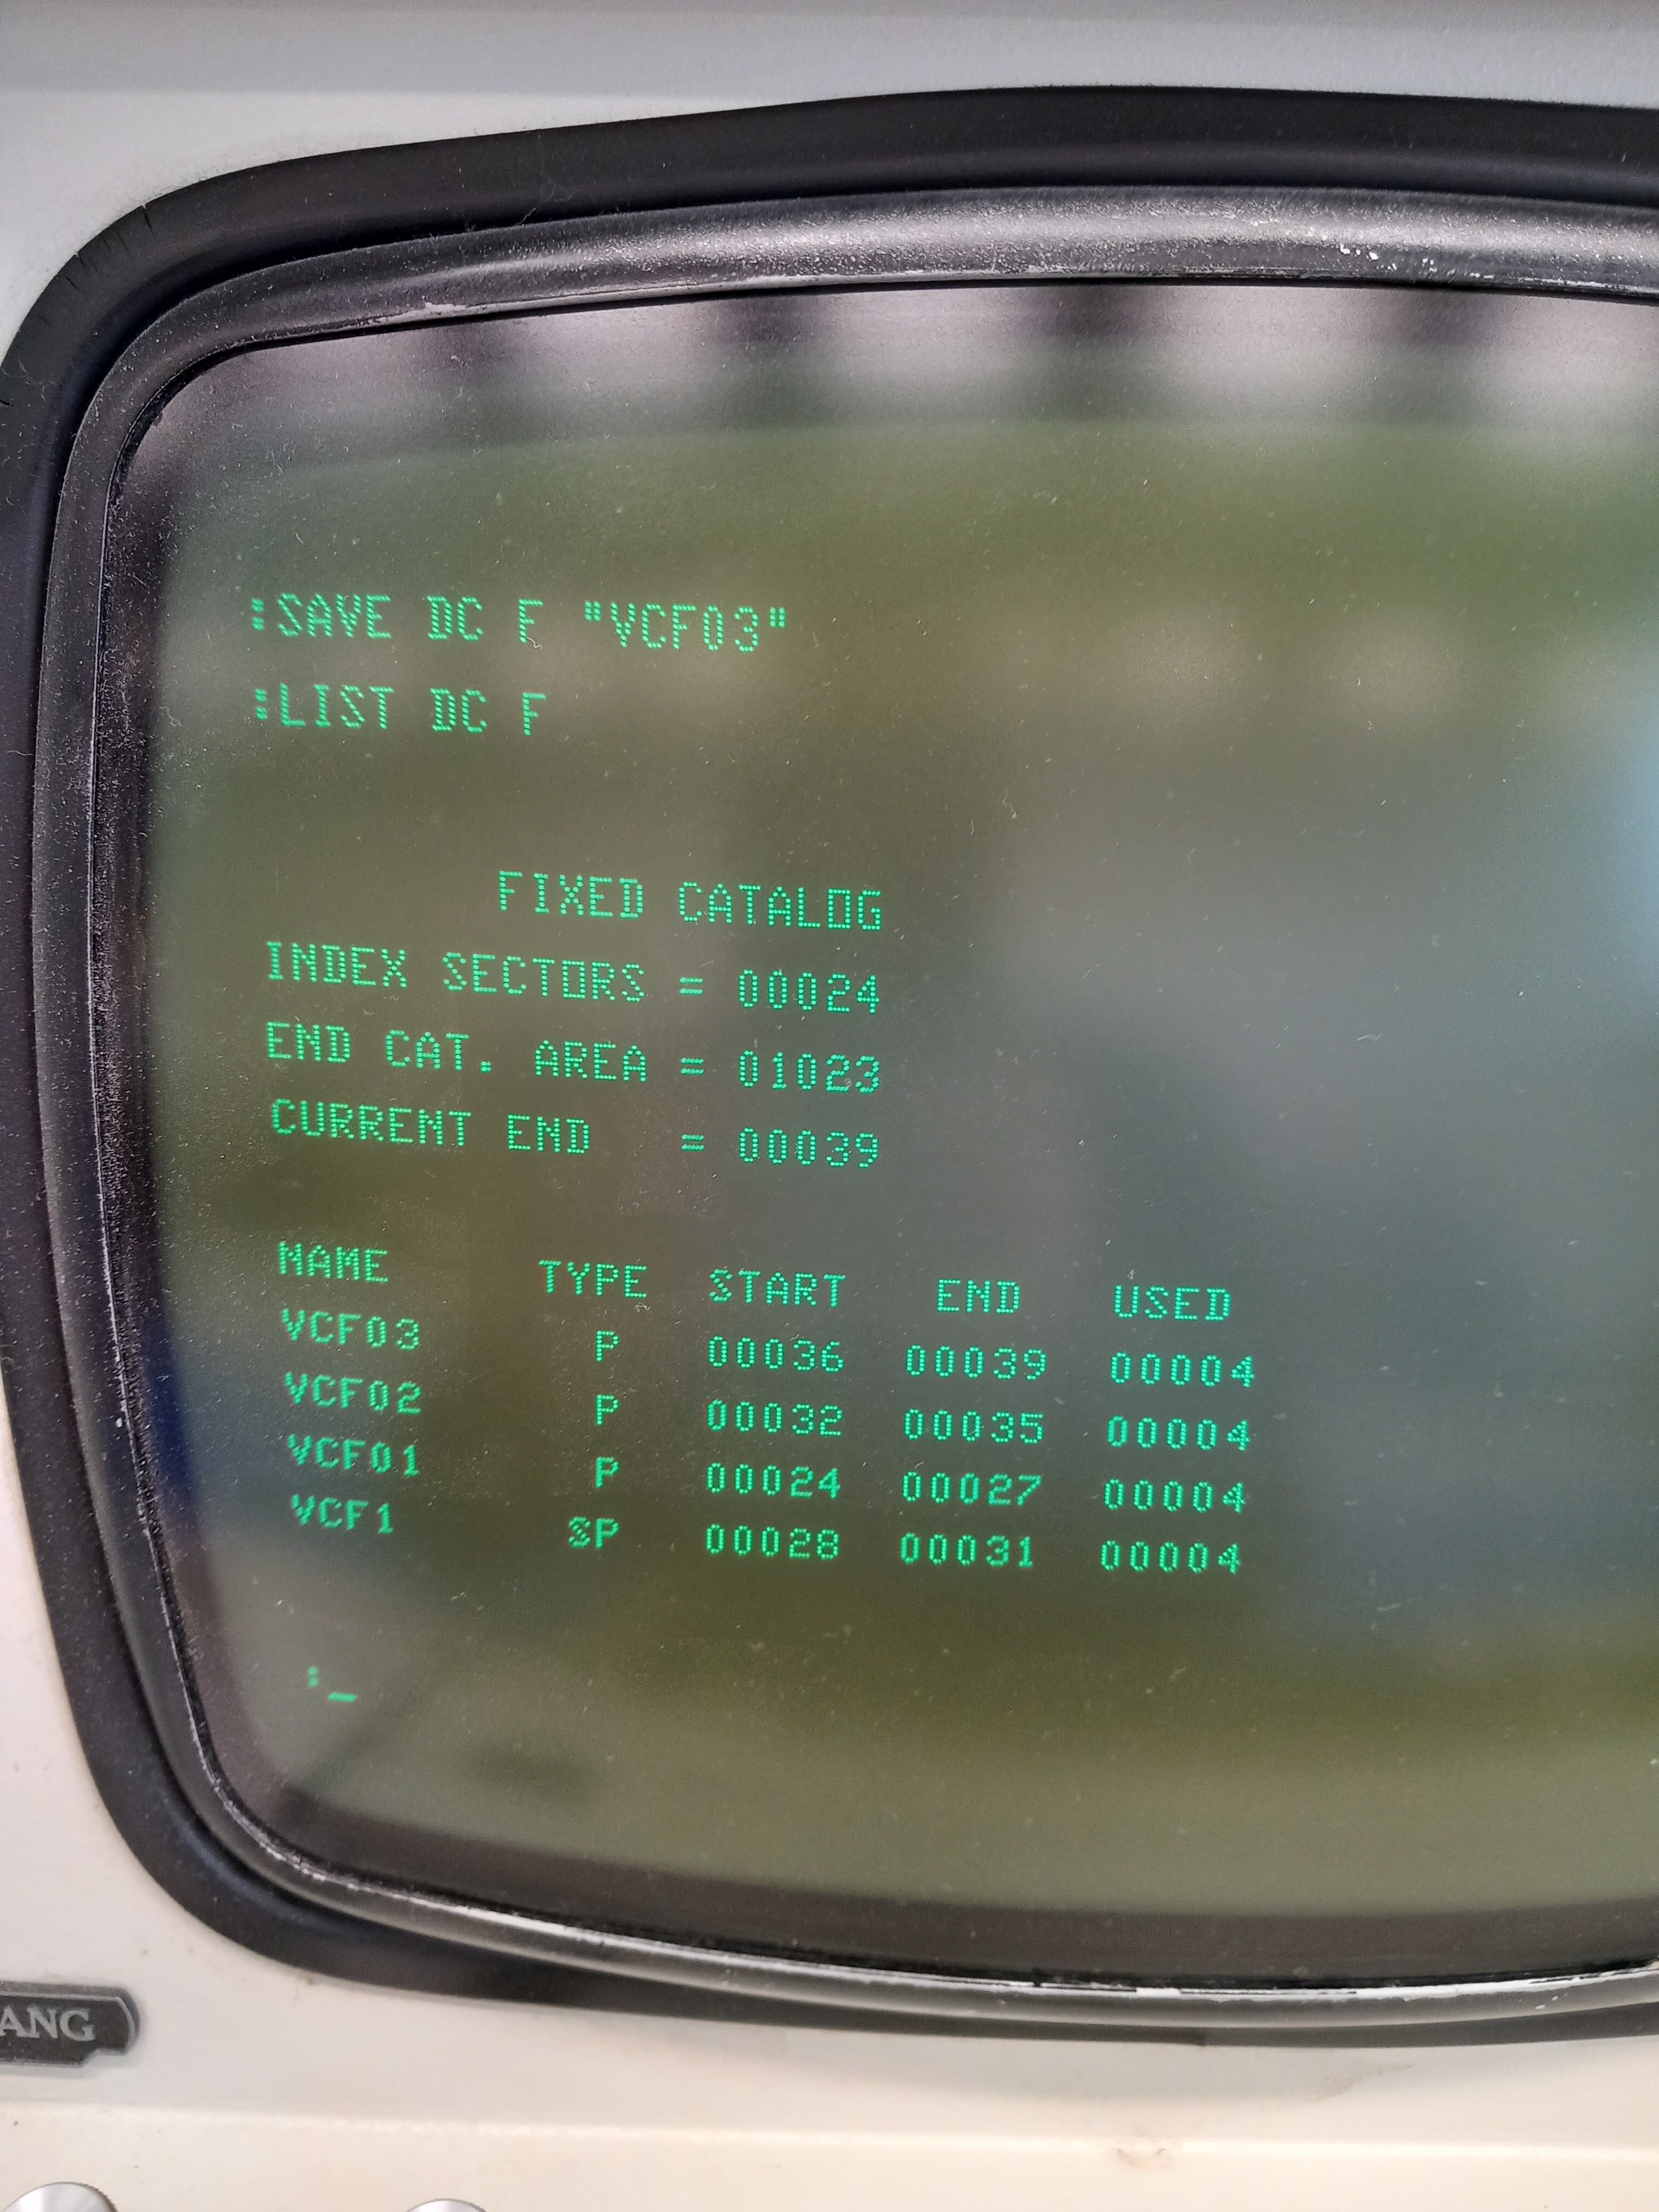 :SAVE DC F "VCF03"
:LIST DC F
FIXED CATALOG
INDEX SECTORS = 00024
END CAT. AREA = 01023
CURRENT END   = 00039
NAME TYPE START END USED
VCF03 P 00036 00039 00004
VCF02 P 00032 00035 00004
VCF01 P 00024 00027 00004
VCF1 SP 00028 00031 00004
:_
ANG